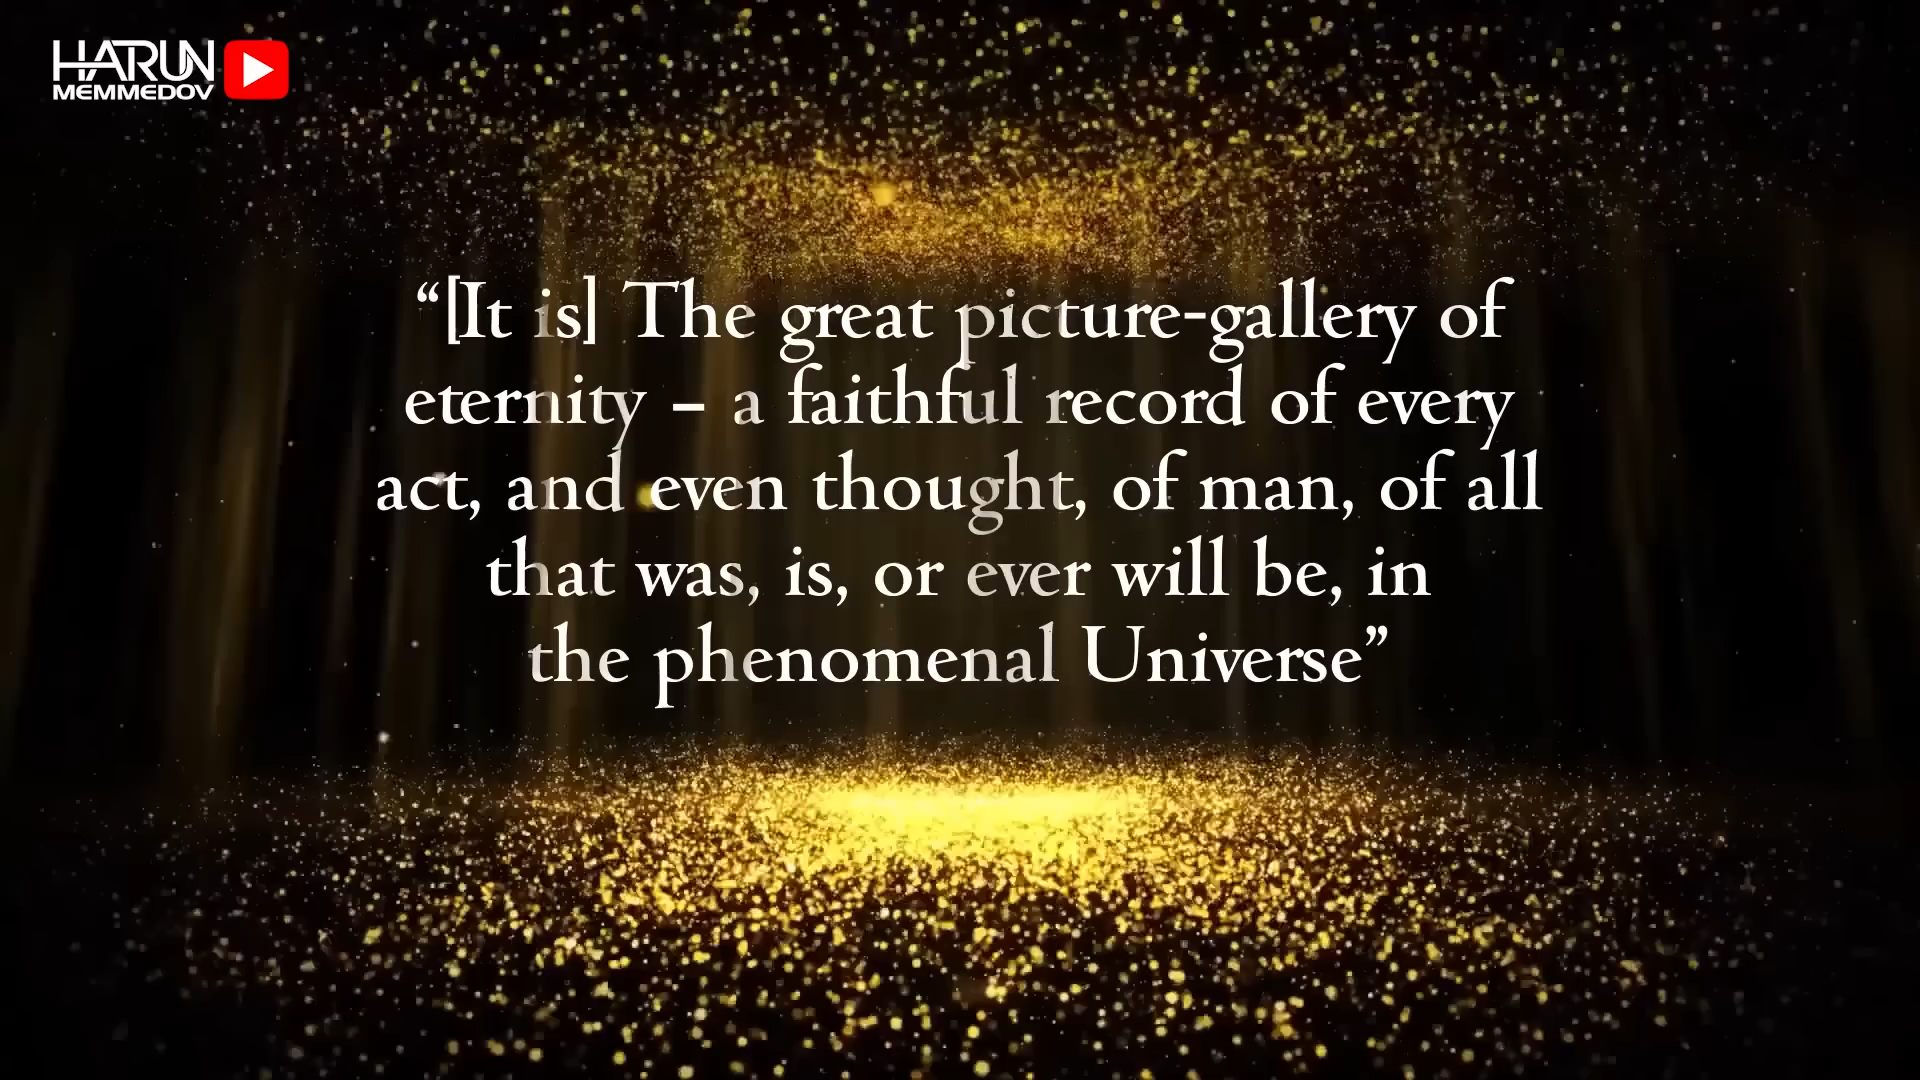 HARUN
MEMMEDOV
“[It is] The great picture-gallery of
eternity – a faithful record of every
act, and even thought, of man, of all
that was, is, or ever will be, in
the phenomenal Universe”